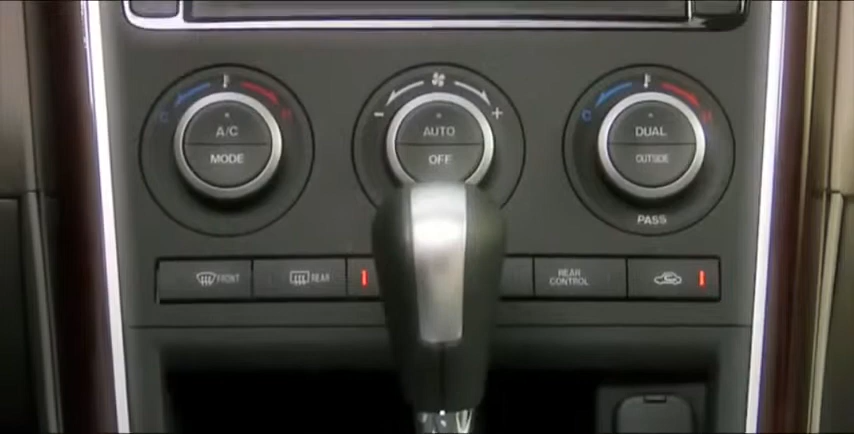 C H
A/C
MODE
- +
AUTO
OFF
C H
DUAL
OUTSIDE
PASS
FRONT
REAR
REAR
CONTROL